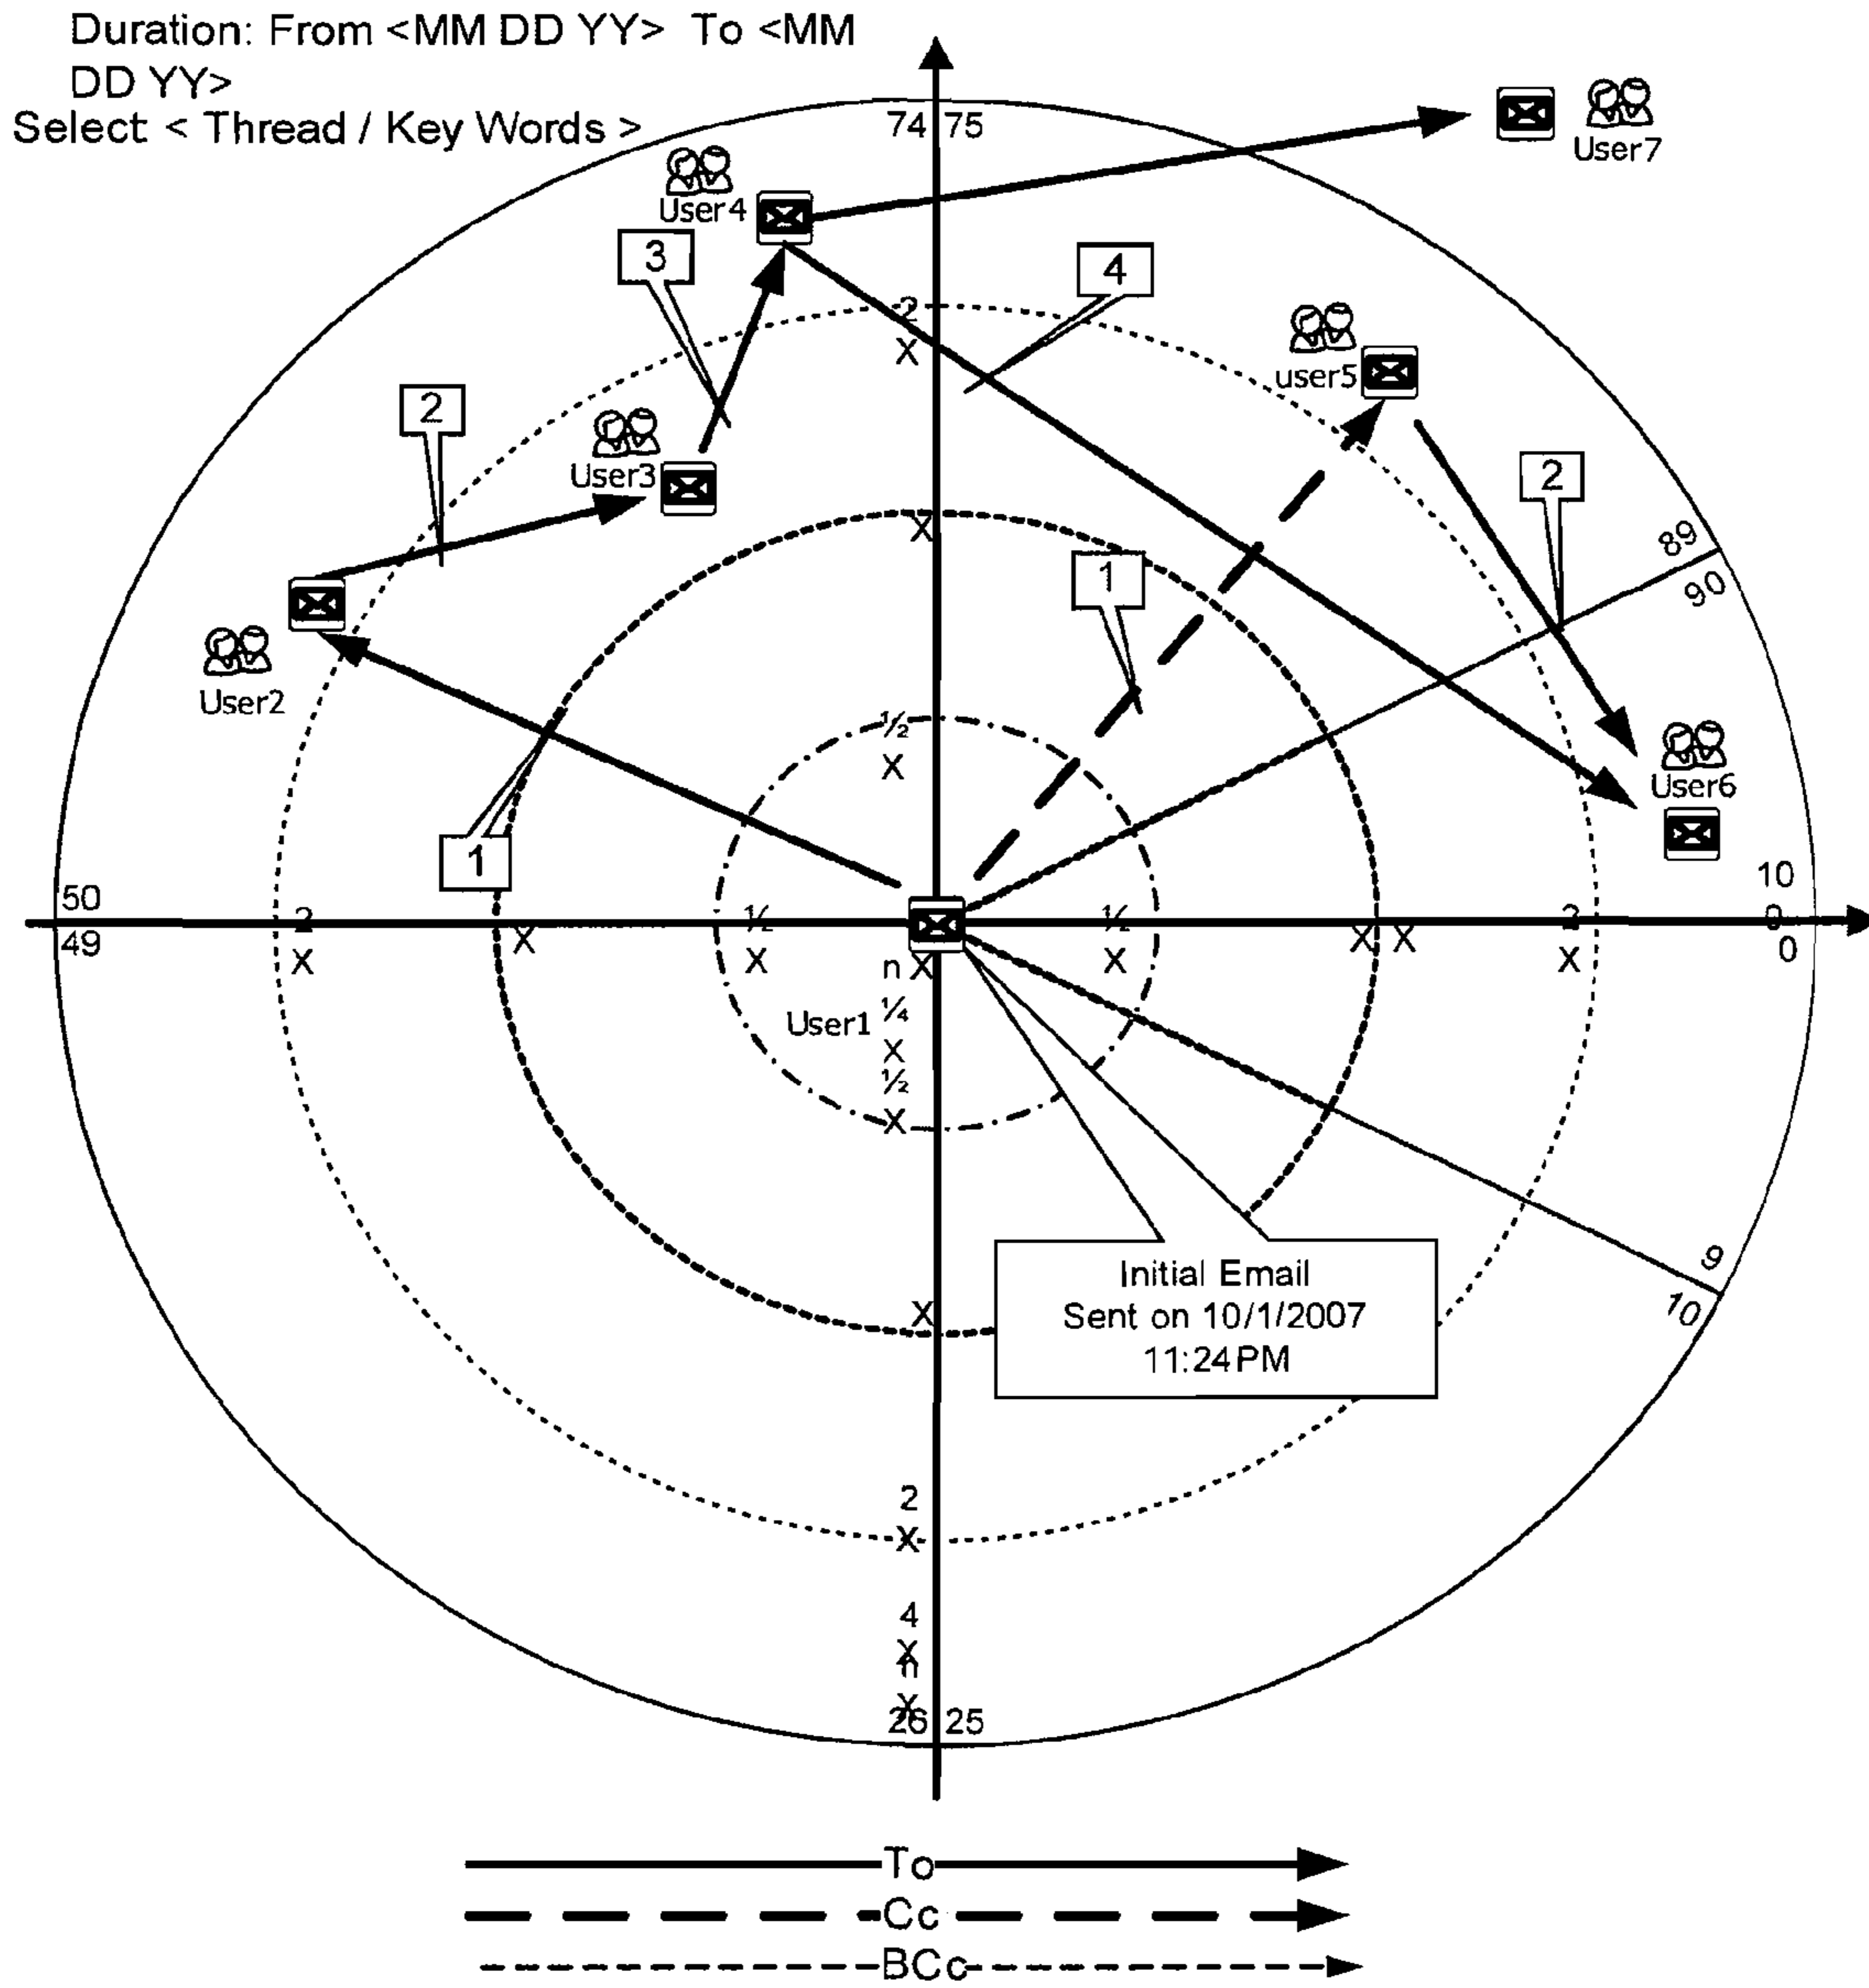 Duration: From <MM DD YY> To <MM
DD YY>
Select < Thread / Key Words >
74 75
User7
User4
3
4
2
X
user5
2
User3
2
X
89
90
1
User2
½
X
User6
1
50
10
49
2
X
X
½
X
½
X
X X
2
X
0
n X
User1
¼
X
½
X
Initial Email
Sent on 10/1/2007
11:24PM
9
10
X
2
X
4
X
n
X
26 25
To
Cc
BCc